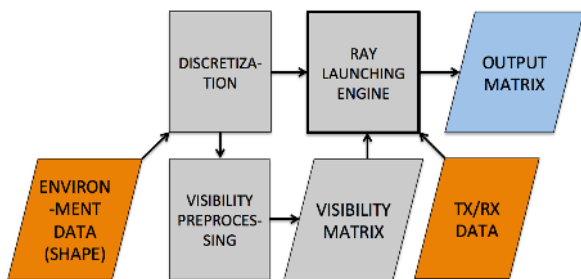 DISCRETIZA-
TION
RAY
LAUNCHING
ENGINE
OUTPUT
MATRIX
ENVIRON
-MENT
DATA
(SHAPE)
VISIBILITY
PREPROCES-
SING
VISIBILITY
MATRIX
TX/RX
DATA